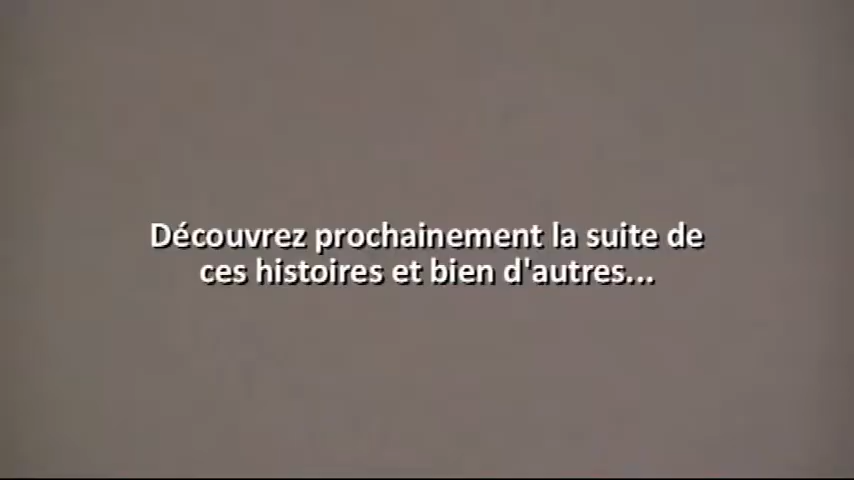 Découvrez prochainement la suite de
ces histoires et bien d'autres...